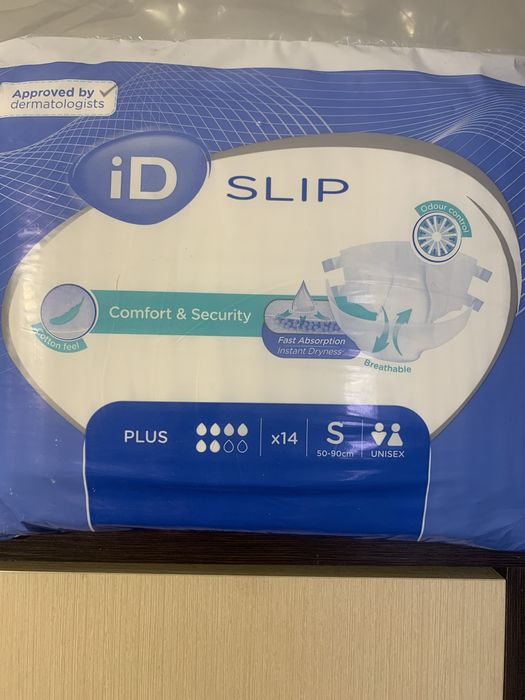 Approved by
dermatologists
iD
SLIP
Odour control
Comfort & Security
Cotton feel
Fast Absorption
Instant Dryness
Breathable
PLUS
x14
S
50-90cm
UNISEX